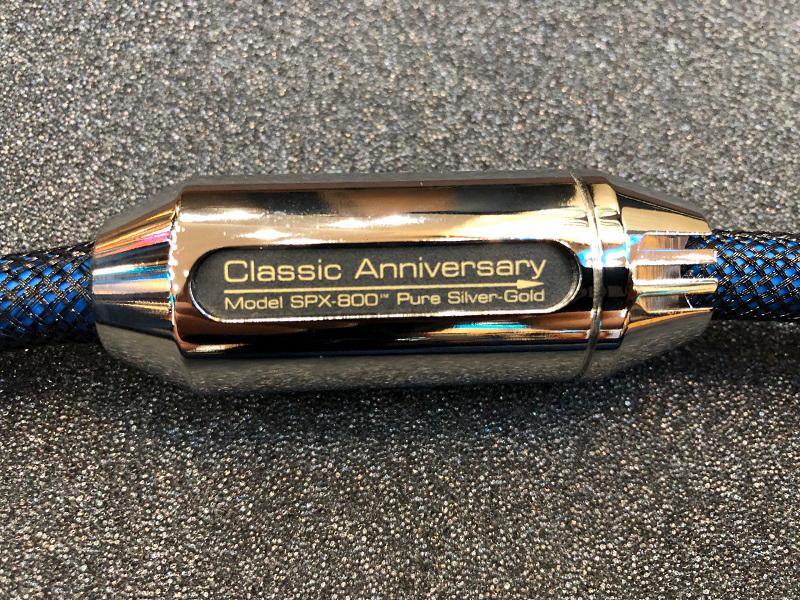 Classic Anniversary
Model SPX-800™ Pure Silver-Gold